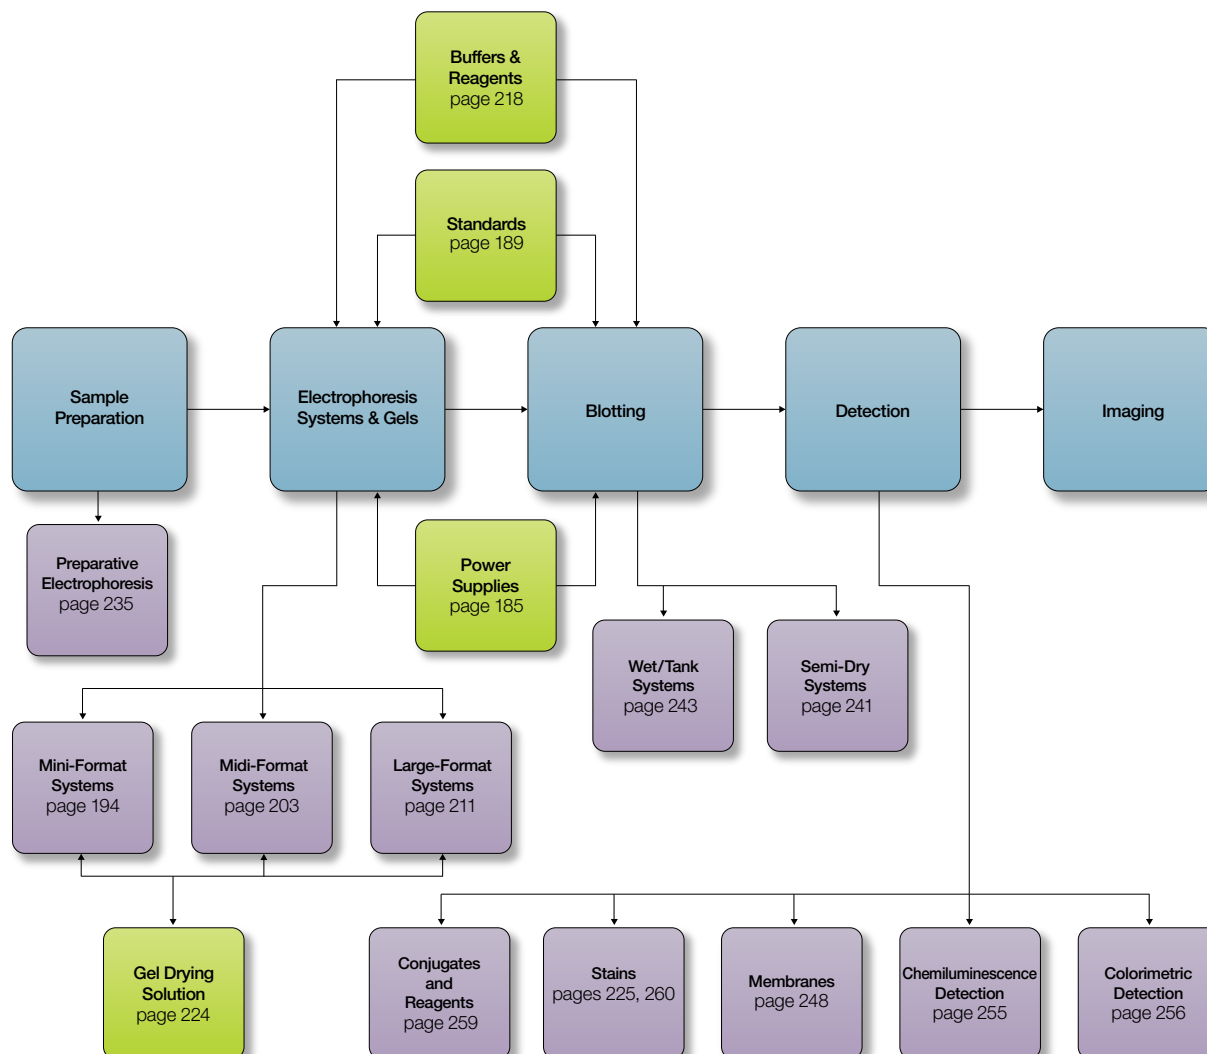 Buffers &
Reagents
page 218
Standards
page 189
Sample
Preparation
Electrophoresis
Systems & Gels
Blotting
Detection
Imaging
Preparative
Electrophoresis
page 235
Power
Supplies
page 185
Wet/Tank
Systems
page 243
Semi-Dry
Systems
page 241
Mini-Format
Systems
page 194
Midi-Format
Systems
page 203
Large-Format
Systems
page 211
Gel Drying
Solution
page 224
Conjugates
and
Reagents
page 259
Stains
pages 225, 260
Membranes
page 248
Chemiluminescence
Detection
page 255
Colorimetric
Detection
page 256